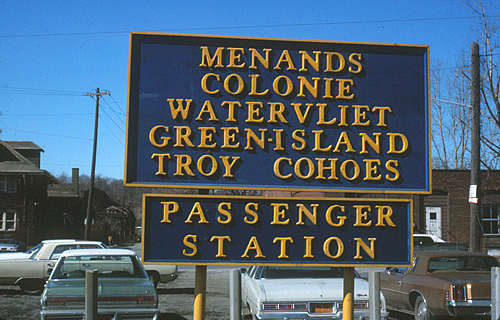 MENANDS
COLONIE
WATERVLIET
GREEN-ISLAND
TROY COHOES
PASSENGER
STATION